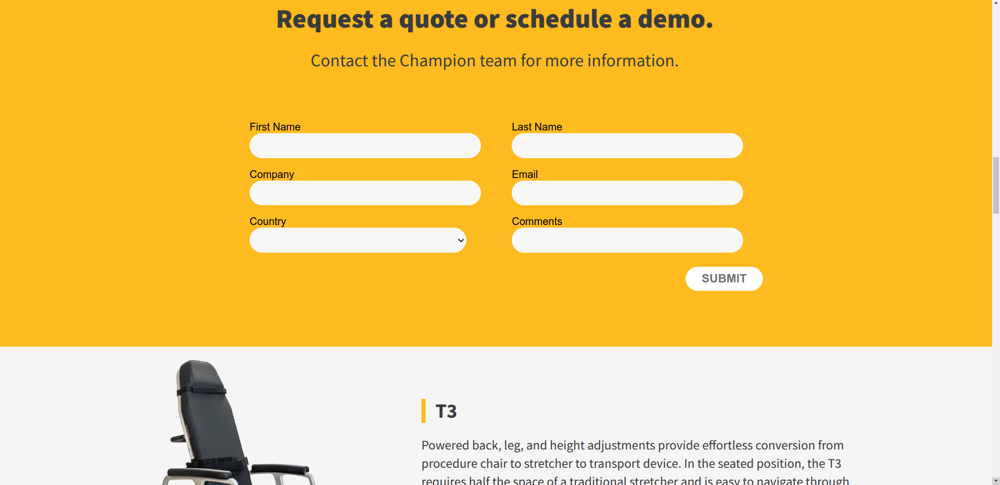 Request a quote or schedule a demo.
Contact the Champion team for more information.
First Name
Last Name
Company
Email
Country
Comments
SUBMIT
T3
Powered back, leg, and height adjustments provide effortless conversion from
procedure chair to stretcher to transport device. In the seated position, the T3
requires half the space of a traditional stretcher and is easy to navigate through